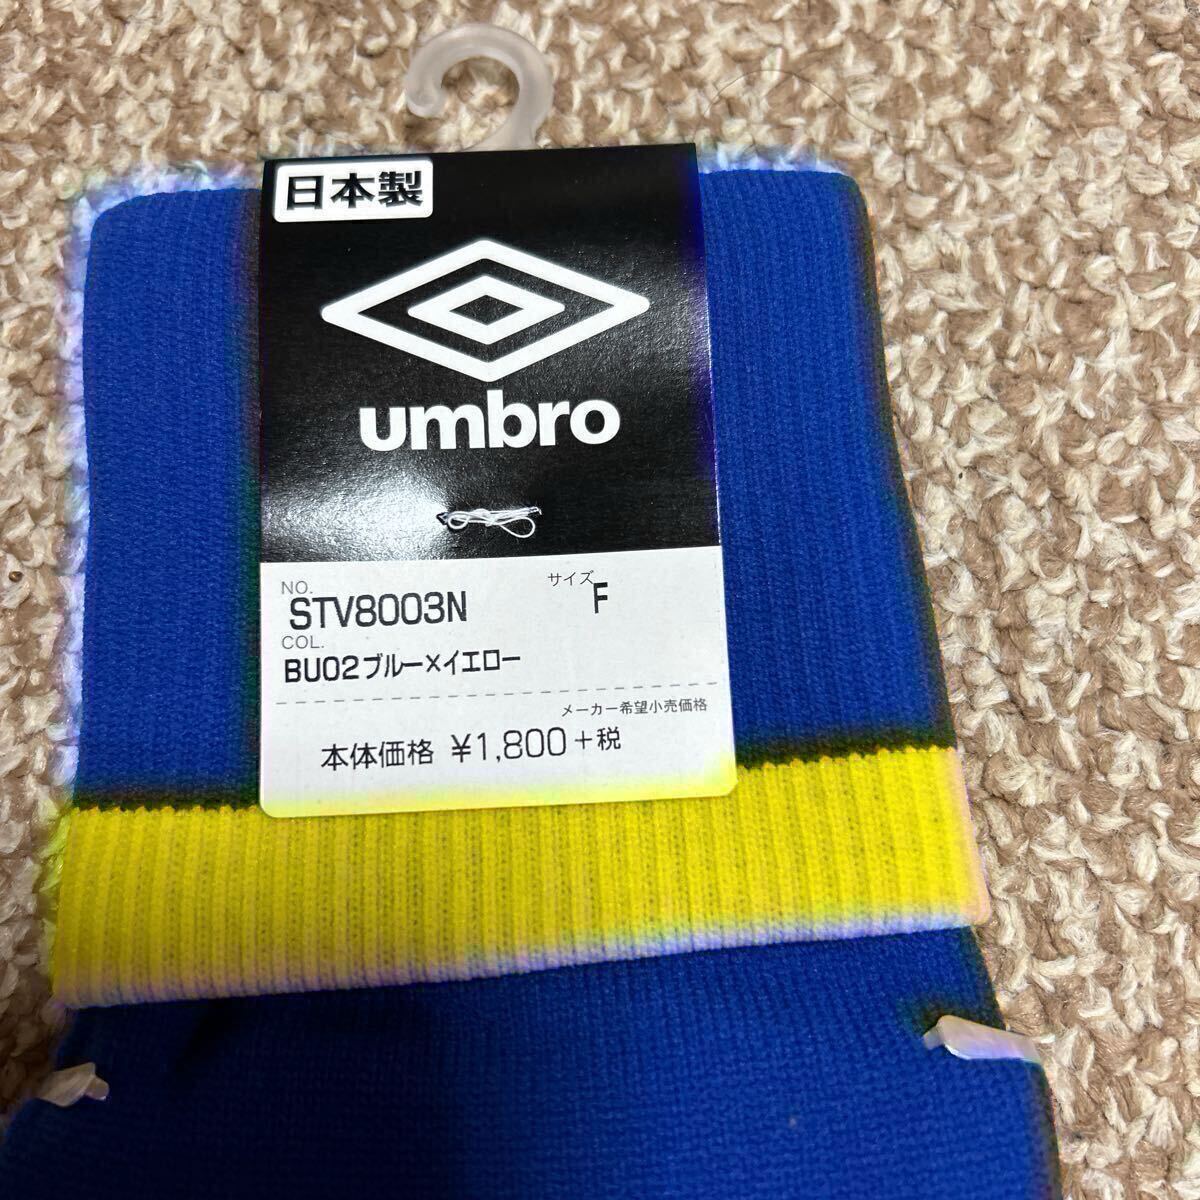 日本製
umbro
NO.
STV8003N
サイズ
F
COL.
BU02ブルー×イエロー
メーカー希望小売価格
本体価格 ¥1,800+税